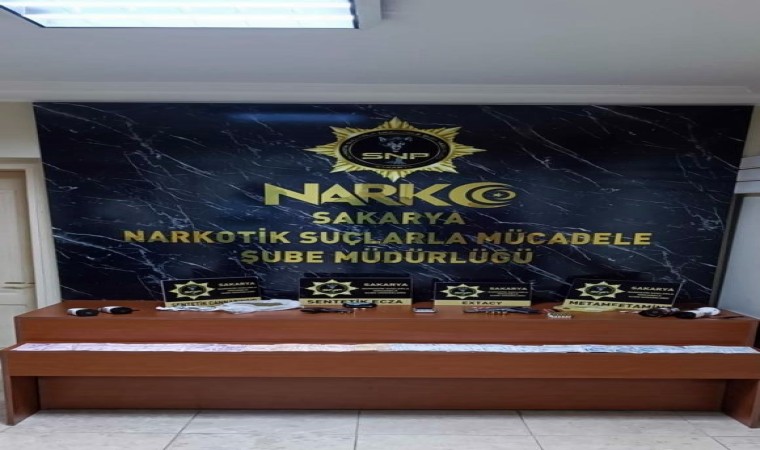 SNP
NARKO
SAKARYA
NARKOTİK SUÇLARLA MÜCADELE
ŞUBE MÜDÜRLÜĞÜ
SAKARYA
SAKARYA
SENTETİK ECZA
SAKARYA
EXTACY
SAKARYA
METAMFETAMİN